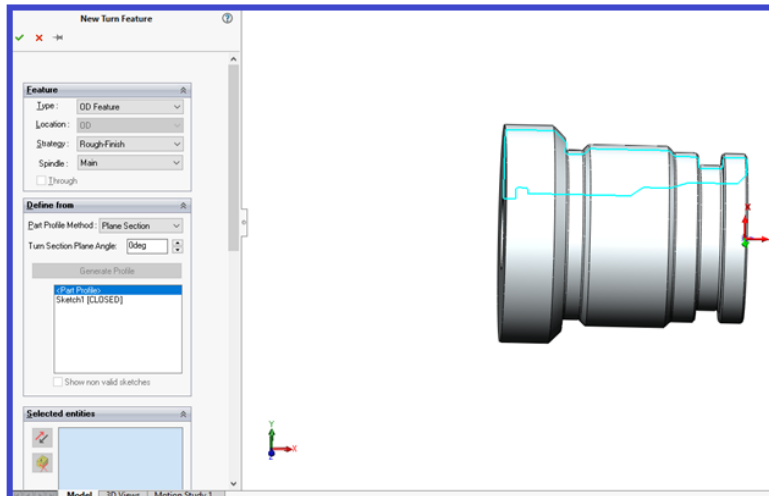 New Turn Feature
Feature
Type : OD Feature
Location : OD
Strategy : Rough-Finish
Spindle : Main
Through
Define from
Part Profile Method : Plane Section
Turn Section Plane Angle: 0deg
Generate Profile
<Part Profile>
Sketch1 [CLOSED]
Show non valid sketches
Selected entities
X
Y
X
Z
Model 3D Views Motion Study 1